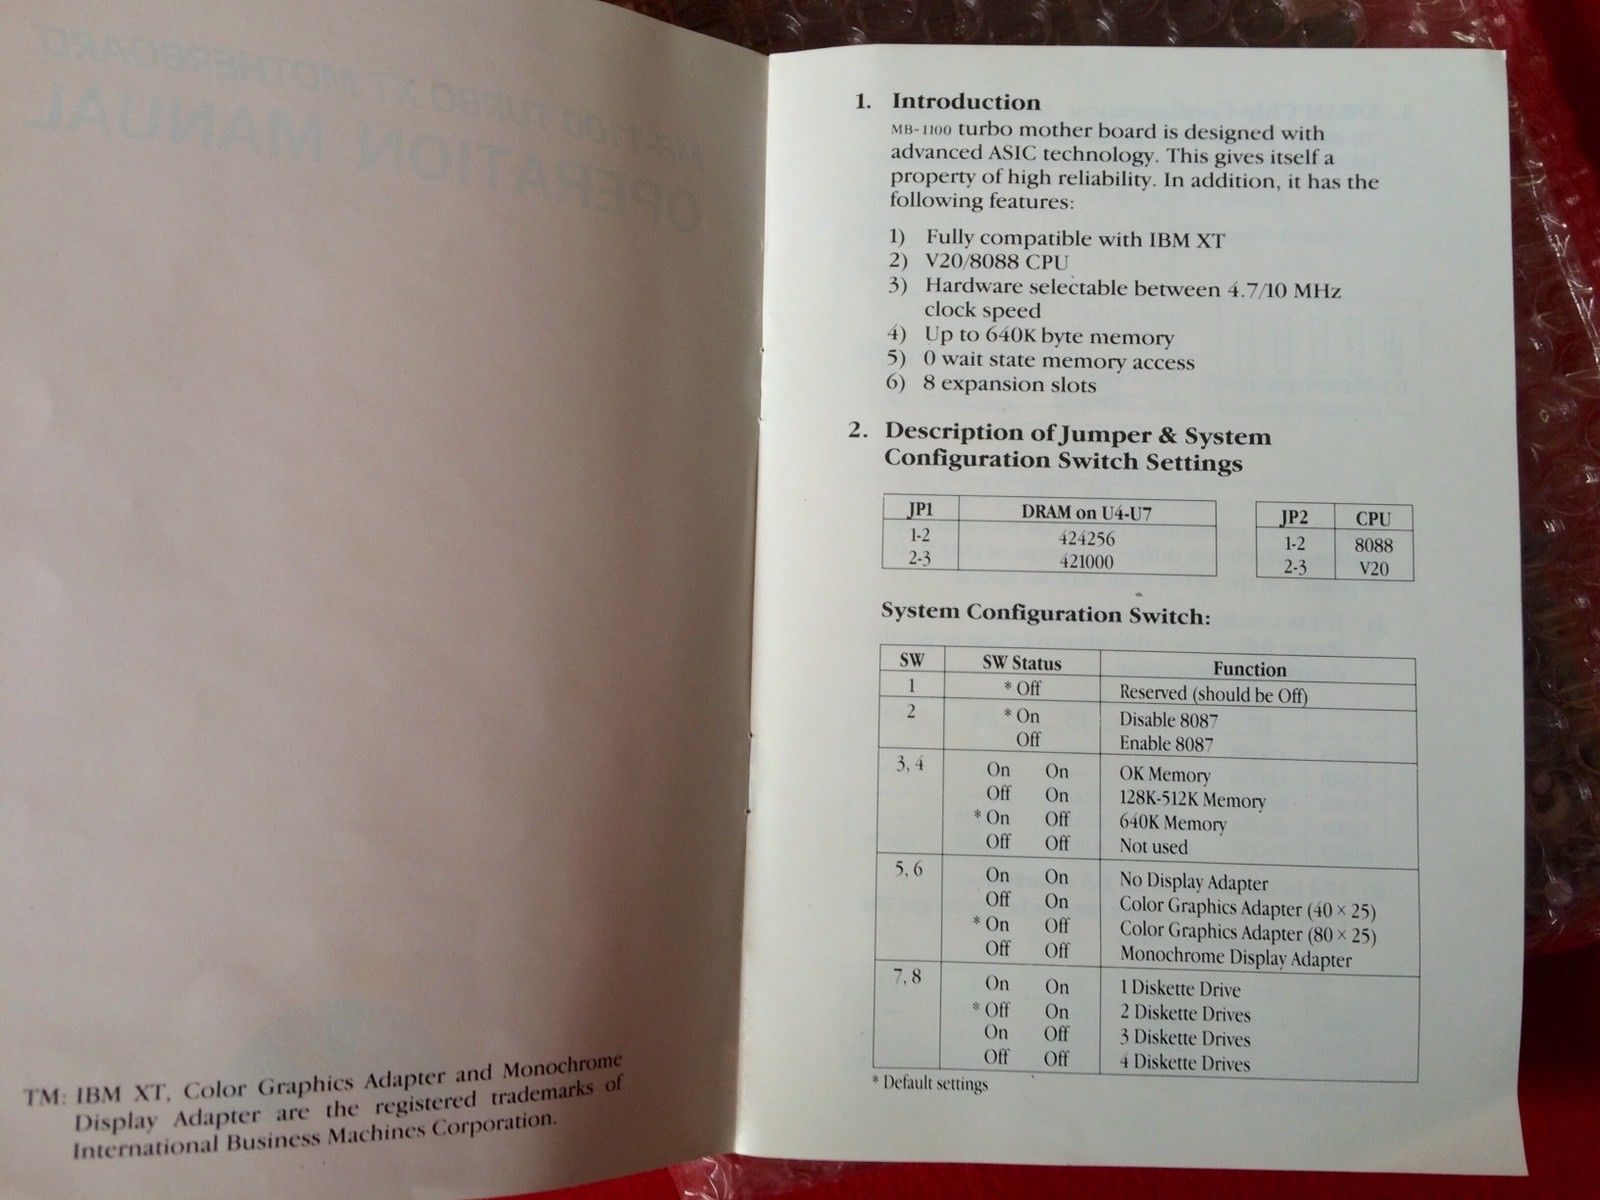 MB-1100 TURBO XT MOTHERBOARD
OPERATION MANUAL
TM: IBM XT, Color Graphics Adapter and Monochrome
Display Adapter are the registered trademarks of
International Business Machines Corporation.
1. Introduction
MB-1100 turbo mother board is designed with
advanced ASIC technology. This gives itself a
property of high reliability. In addition, it has the
following features:
1) Fully compatible with IBM XT
2) V20/8088 CPU
3) Hardware selectable between 4.7/10 MHz
clock speed
4) Up to 640K byte memory
5) 0 wait state memory access
6) 8 expansion slots
2. Description of Jumper & System
Configuration Switch Settings
JP1 DRAM on U4-U7
1-2 424256
2-3 421000
JP2 CPU
1-2 8088
2-3 V20
System Configuration Switch:
SW SW Status Function
1 * Off Reserved (should be Off)
2 * On Disable 8087
Off Enable 8087
3, 4 On On OK Memory
Off On 128K-512K Memory
* On Off 640K Memory
Off Off Not used
5, 6 On On No Display Adapter
Off On Color Graphics Adapter (40 × 25)
* On Off Color Graphics Adapter (80 × 25)
Off Off Monochrome Display Adapter
7, 8 On On 1 Diskette Drive
* Off On 2 Diskette Drives
On Off 3 Diskette Drives
Off Off 4 Diskette Drives
* Default settings